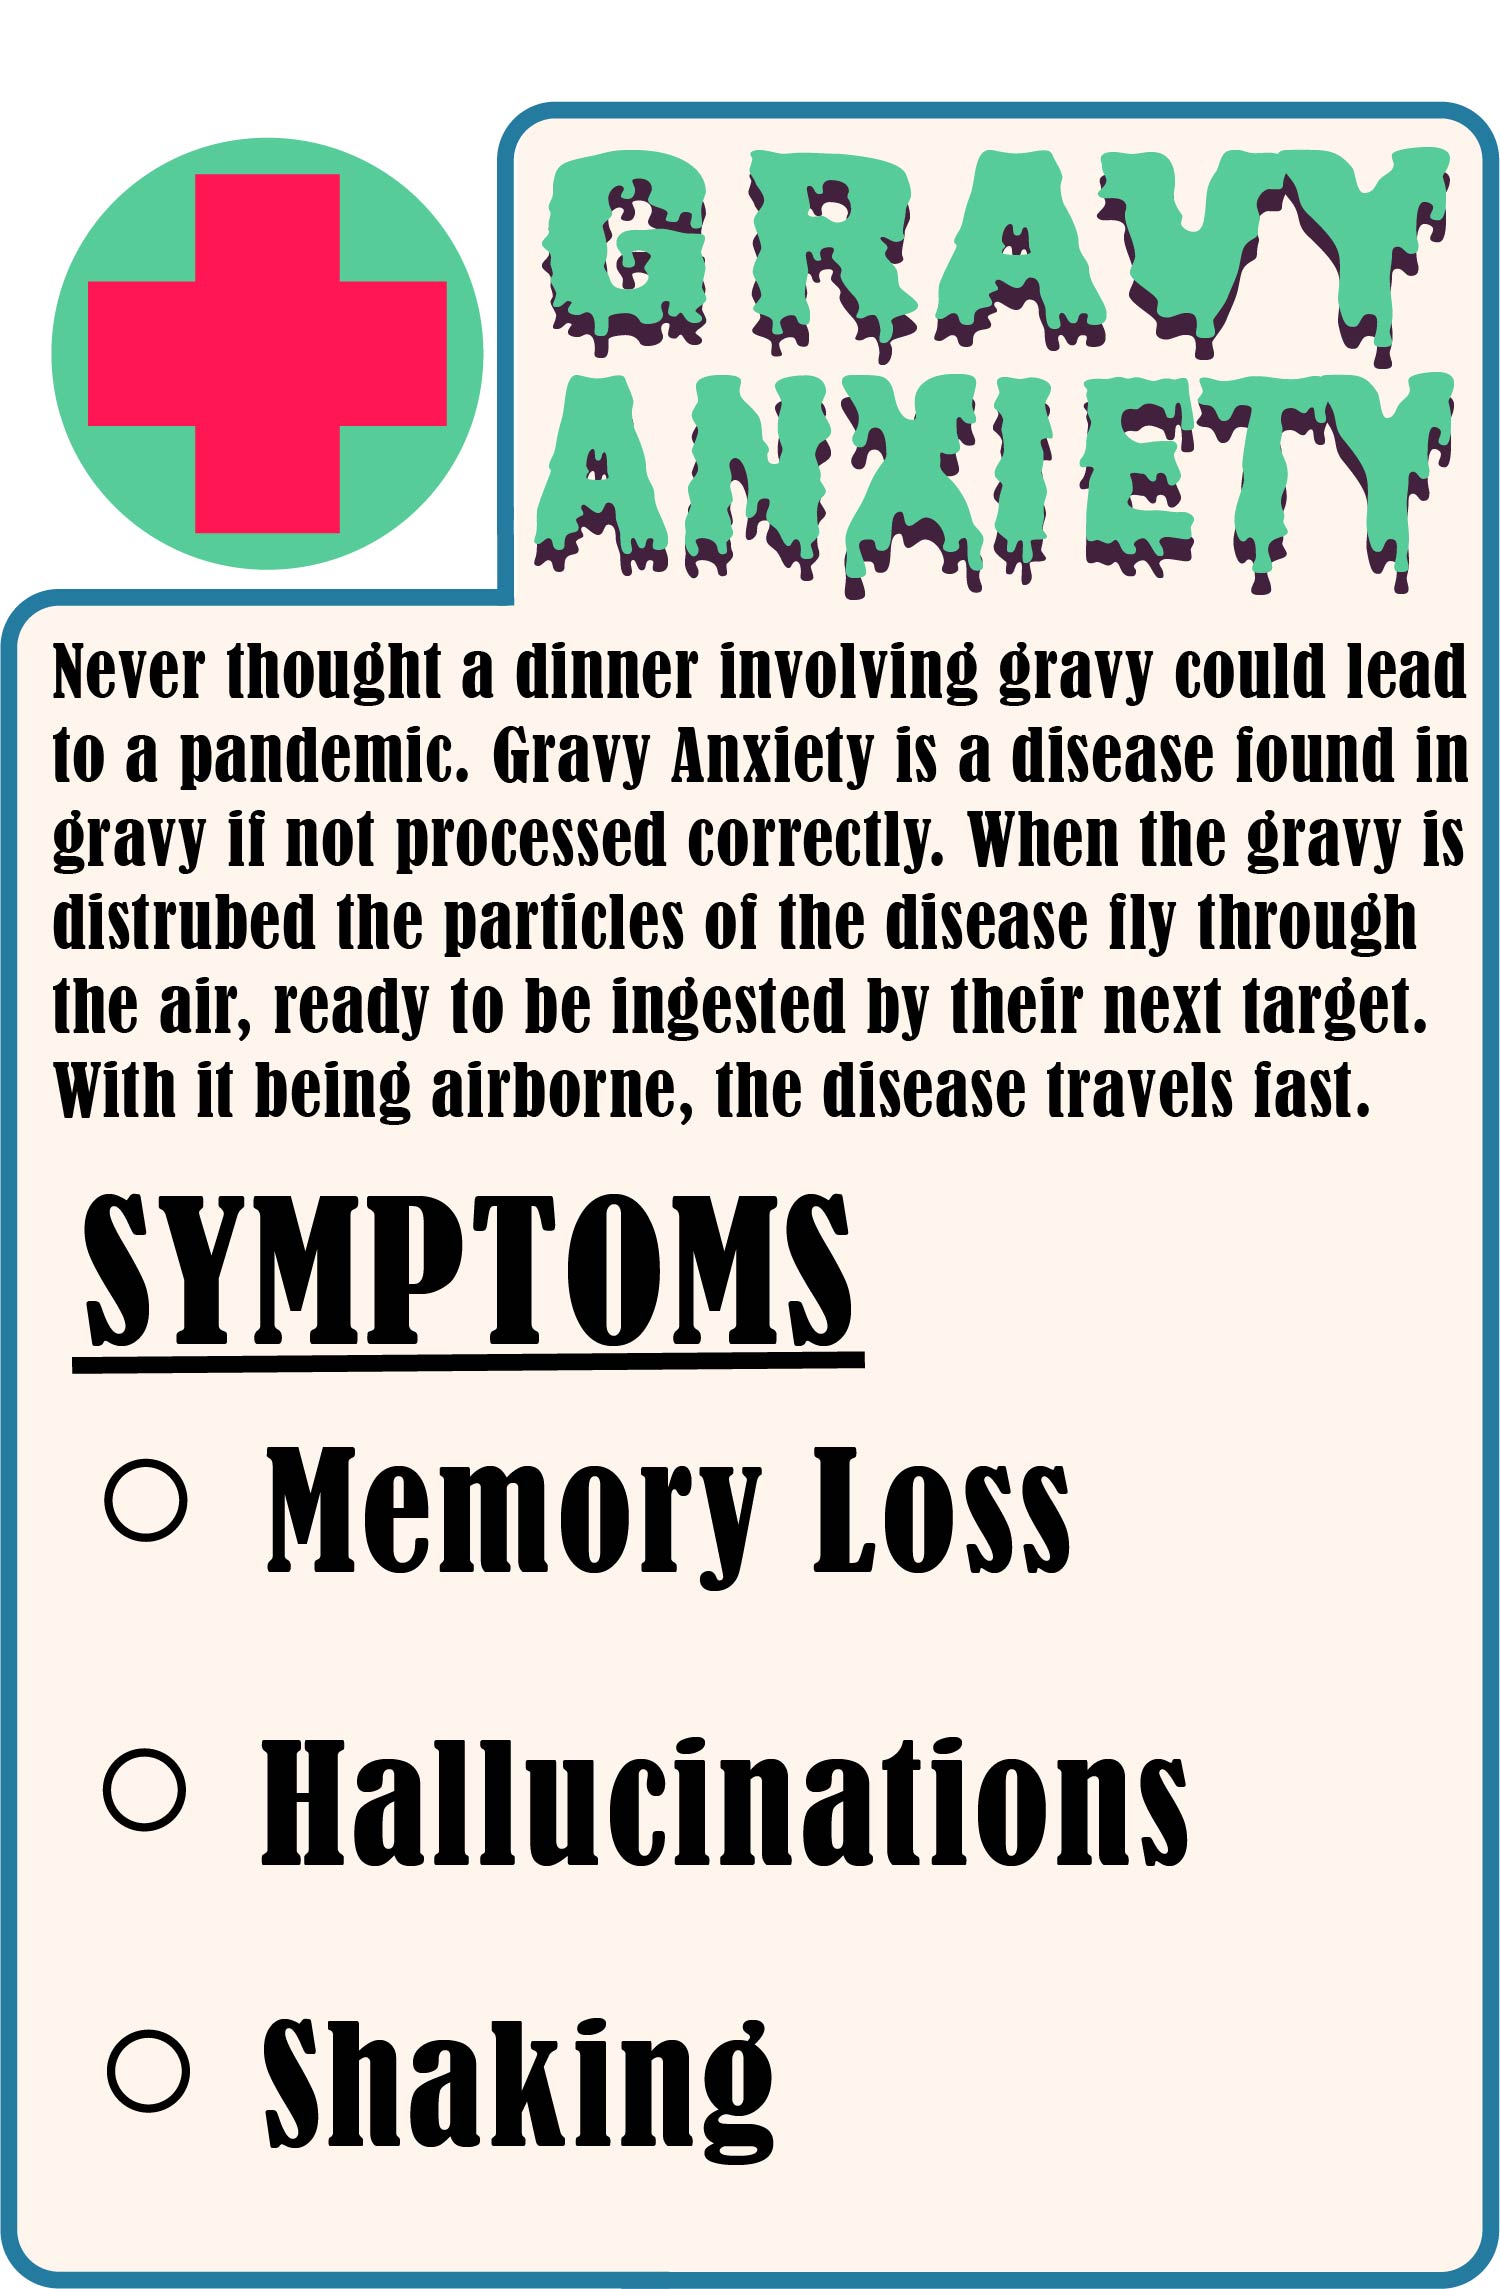 GRAVY
ANXIETY
Never thought a dinner involving gravy could lead
to a pandemic. Gravy Anxiety is a disease found in
gravy if not processed correctly. When the gravy is
distrubed the particles of the disease fly through
the air, ready to be ingested by their next target.
With it being airborne, the disease travels fast.
SYMPTOMS
Memory Loss
Hallucinations
Shaking